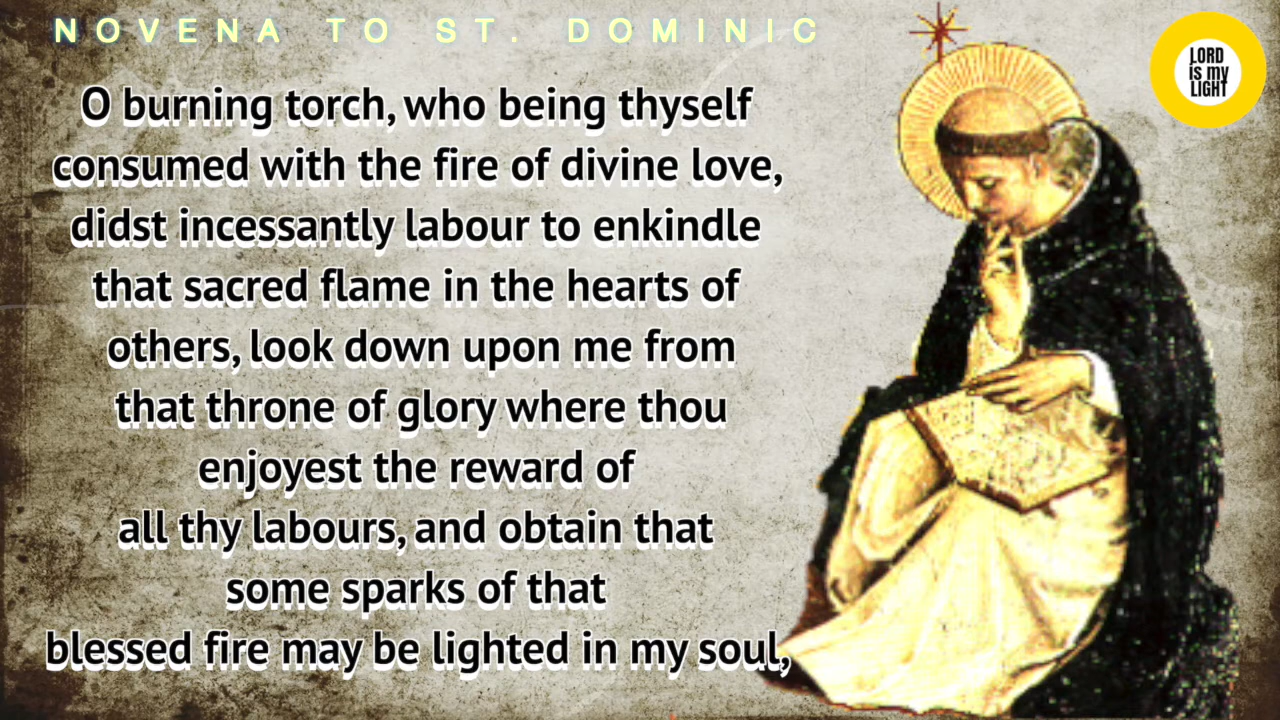 NOVENA TO ST. DOMINIC
LORD
is my
LIGHT
O burning torch, who being thyself
consumed with the fire of divine love,
didst incessantly labour to enkindle
that sacred flame in the hearts of
others, look down upon me from
that throne of glory where thou
enjoyest the reward of
all thy labours, and obtain that
some sparks of that
blessed fire may be lighted in my soul,